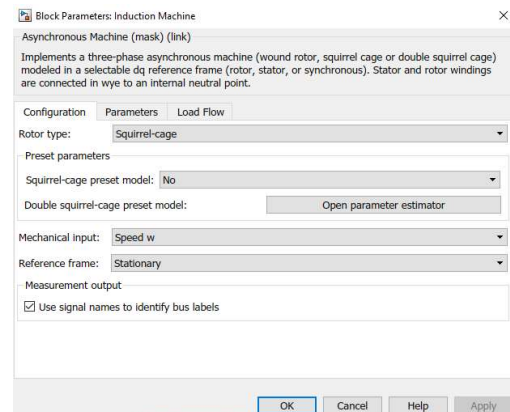 Block Parameters: Induction Machine
Asynchronous Machine (mask) (link)
Implements a three-phase asynchronous machine (wound rotor, squirrel cage or double squirrel cage)
modeled in a selectable dq reference frame (rotor, stator, or synchronous). Stator and rotor windings
are connected in wye to an internal neutral point.
Configuration Parameters Load Flow
Rotor type: Squirrel-cage
Preset parameters
Squirrel-cage preset model: No
Double squirrel-cage preset model: Open parameter estimator
Mechanical input: Speed w
Reference frame: Stationary
Measurement output
Use signal names to identify bus labels
OK Cancel Help Apply